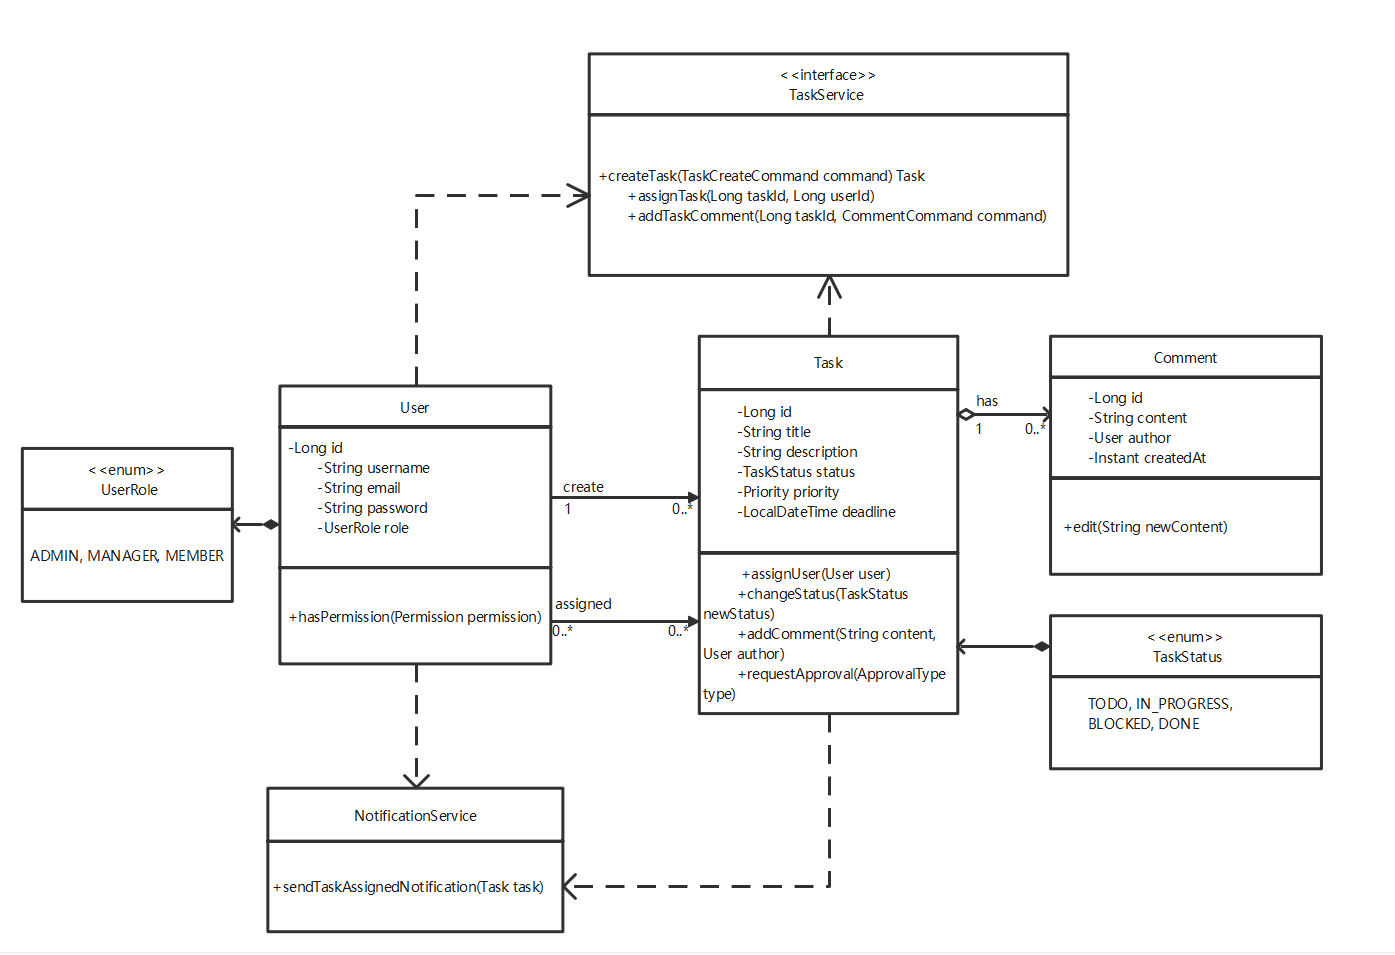 < <interface>>
TaskService
+createTask(TaskCreateCommand command) Task
+assignTask(Long taskId, Long userId)
+addTaskComment(Long taskId, CommentCommand command)
Task
-Long id
-String title
-String description
-TaskStatus status
-Priority priority
-LocalDateTime deadline
+assignUser(User user)
+changeStatus(TaskStatus
newStatus)
+addComment(String content,
User author)
+requestApproval(ApprovalType
type)
has
1
0..*
Comment
-Long id
-String content
-User author
-Instant createdAt
+edit(String newContent)
User
-Long id
-String username
-String email
-String password
-UserRole role
+hasPermission(Permission permission)
create
1
0..*
assigned
0..*
0..*
< <enum> >
UserRole
ADMIN, MANAGER, MEMBER
< <enum>>
TaskStatus
TODO, IN_PROGRESS,
BLOCKED, DONE
NotificationService
+sendTaskAssignedNotification(Task task)